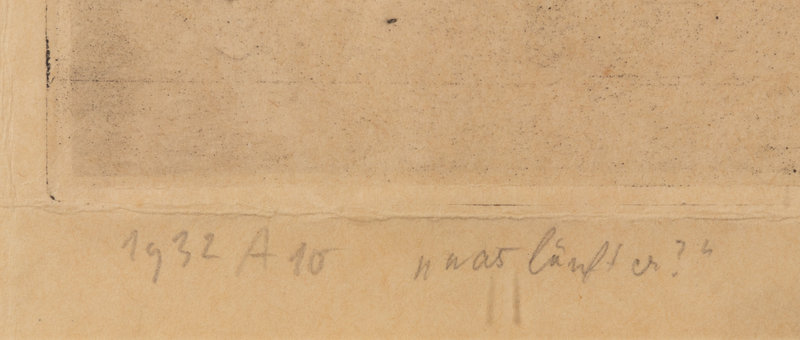 1932 A 10 „was läuft er?“